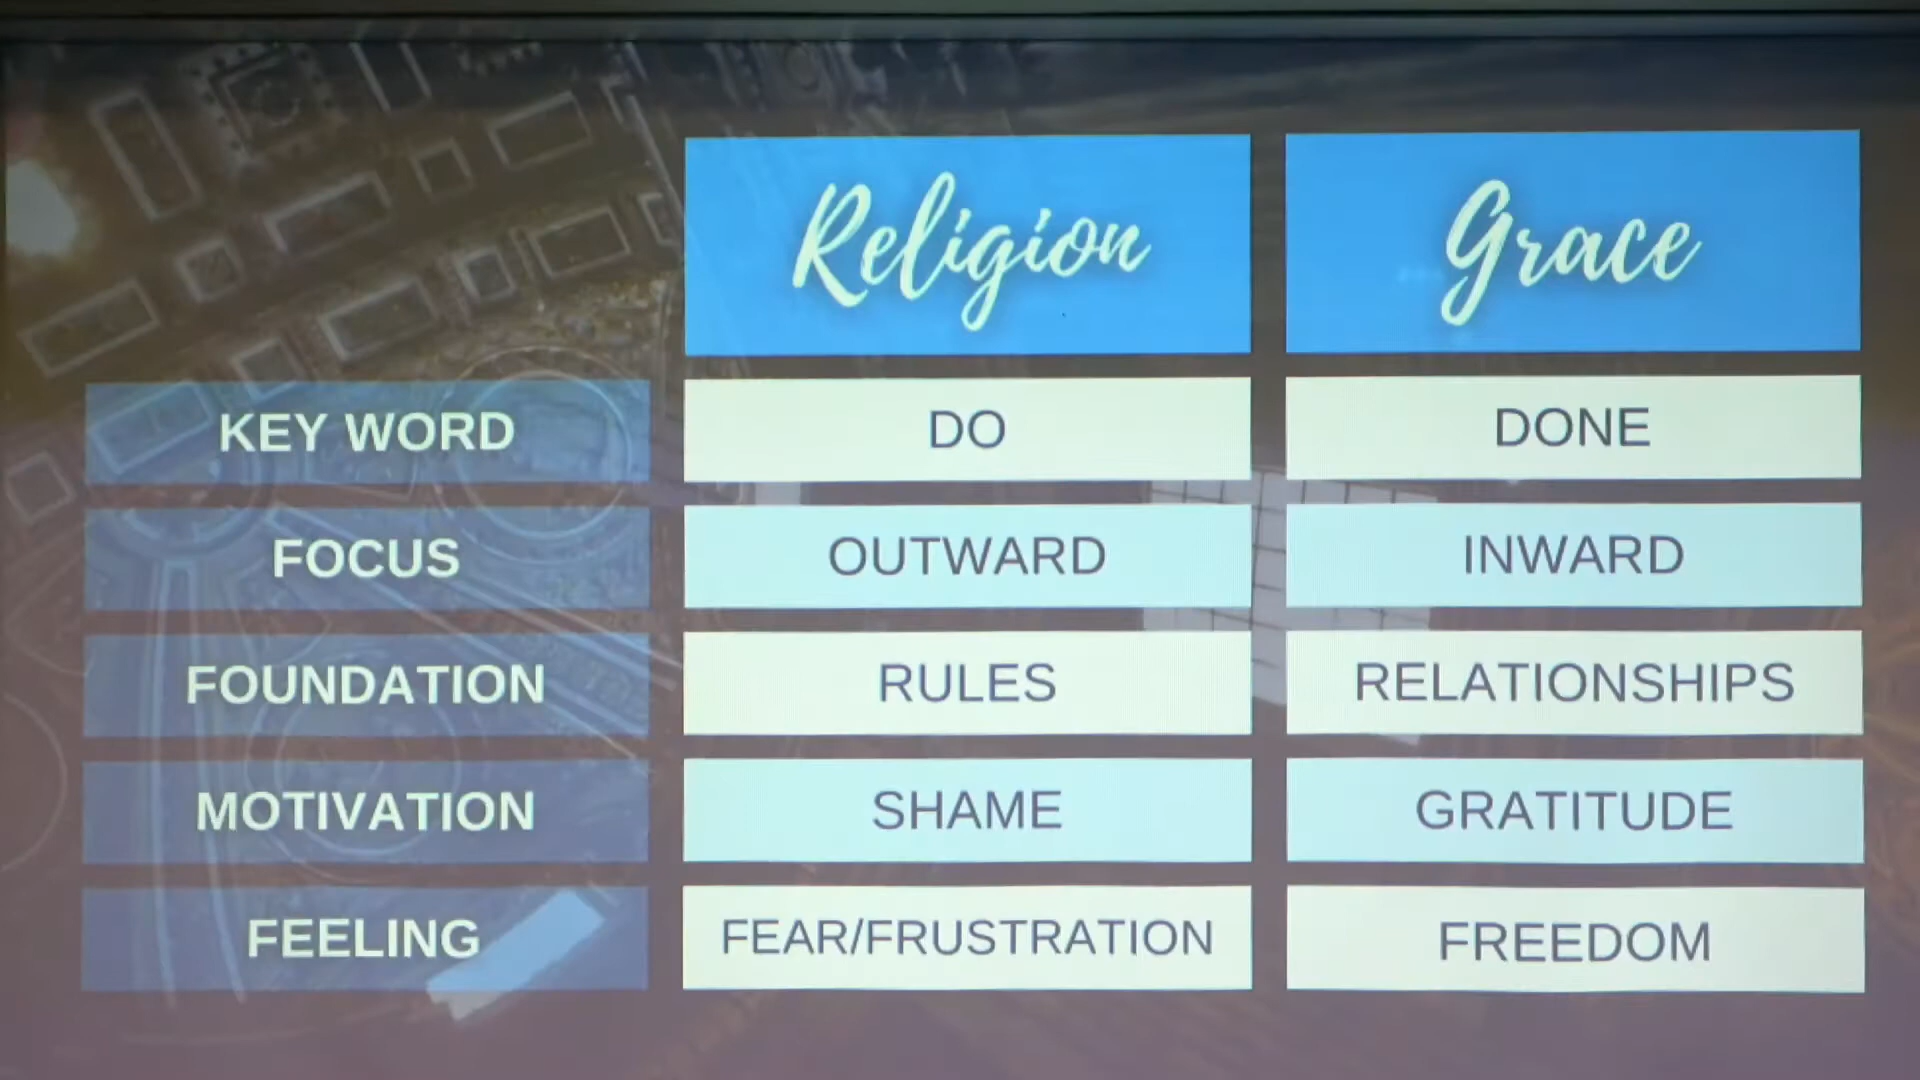 Religion Grace
KEY WORD DO DONE
FOCUS OUTWARD INWARD
FOUNDATION RULES RELATIONSHIPS
MOTIVATION SHAME GRATITUDE
FEELING FEAR/FRUSTRATION FREEDOM